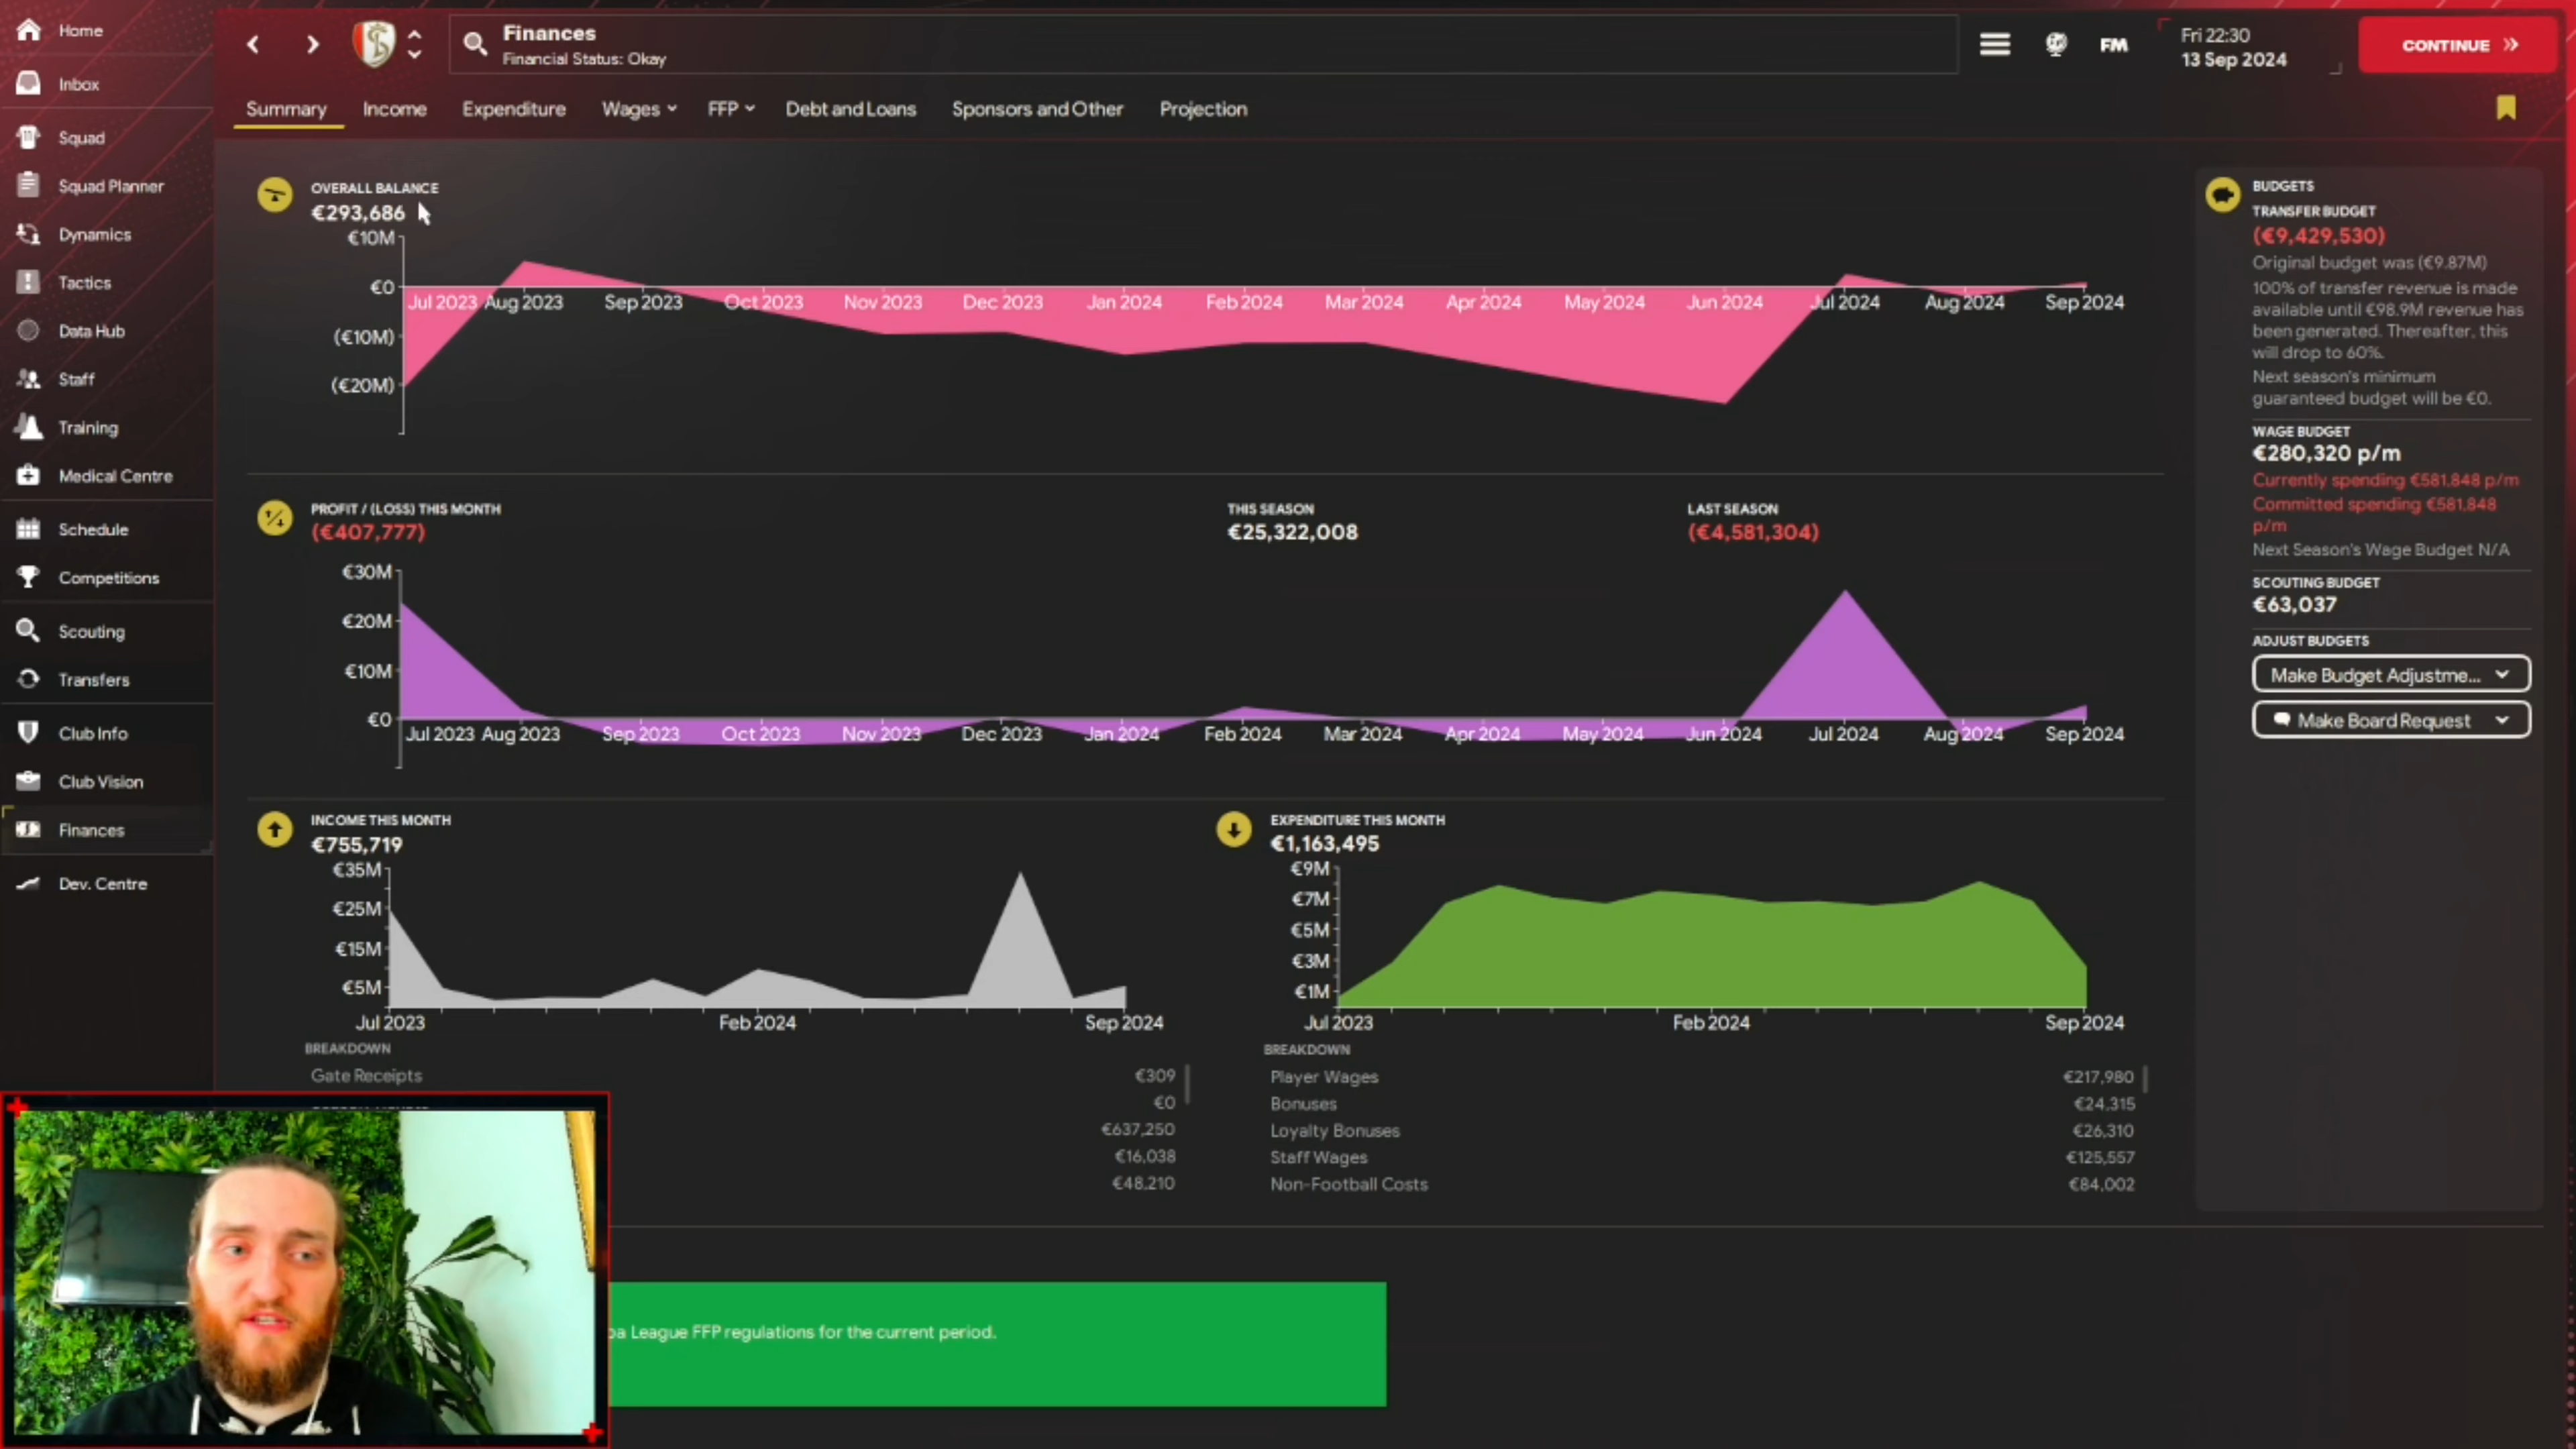 Home
Inbox
Squad
Squad Planner
Dynamics
Tactics
Data Hub
Staff
Training
Medical Centre
Schedule
Competitions
Scouting
Transfers
Club Info
Club Vision
Finances
Dev. Centre
Finances
Financial Status: Okay
FM
Fri 22:30
13 Sep 2024
CONTINUE
Summary
Income
Expenditure
Wages
FFP
Debt and Loans
Sponsors and Other
Projection
OVERALL BALANCE
€293,686
€10M
€0
(€10M)
(€20M)
Jul 2023 Aug 2023 Sep 2023 Oct 2023 Nov 2023 Dec 2023 Jan 2024 Feb 2024 Mar 2024 Apr 2024 May 2024 Jun 2024 Jul 2024 Aug 2024 Sep 2024
PROFIT / (LOSS) THIS MONTH
(€407,777)
THIS SEASON
€25,322,008
LAST SEASON
(€4,581,304)
€30M
€20M
€10M
€0
Jul 2023 Aug 2023 Sep 2023 Oct 2023 Nov 2023 Dec 2023 Jan 2024 Feb 2024 Mar 2024 Apr 2024 May 2024 Jun 2024 Jul 2024 Aug 2024 Sep 2024
INCOME THIS MONTH
€755,719
€35M
€25M
€15M
€5M
Jul 2023 Feb 2024 Sep 2024
BREAKDOWN
Gate Receipts €309
€0
€637,250
€16,038
€48,210
EXPENDITURE THIS MONTH
€1,163,495
€9M
€7M
€5M
€3M
€1M
Jul 2023 Feb 2024 Sep 2024
BREAKDOWN
Player Wages €217,980
Bonuses €24,315
Loyalty Bonuses €26,310
Staff Wages €125,557
Non-Football Costs €84,002
League FFP regulations for the current period.
BUDGETS
TRANSFER BUDGET
(€9,429,530)
Original budget was (€9.87M)
100% of transfer revenue is made
available until €98.9M revenue has
been generated. Thereafter, this
will drop to 60%.
Next season's minimum
guaranteed budget will be €0.
WAGE BUDGET
€280,320 p/m
Currently spending €581,848 p/m
Committed spending €581,848
p/m
Next Season's Wage Budget N/A
SCOUTING BUDGET
€63,037
ADJUST BUDGETS
Make Budget Adjustme...
Make Board Request